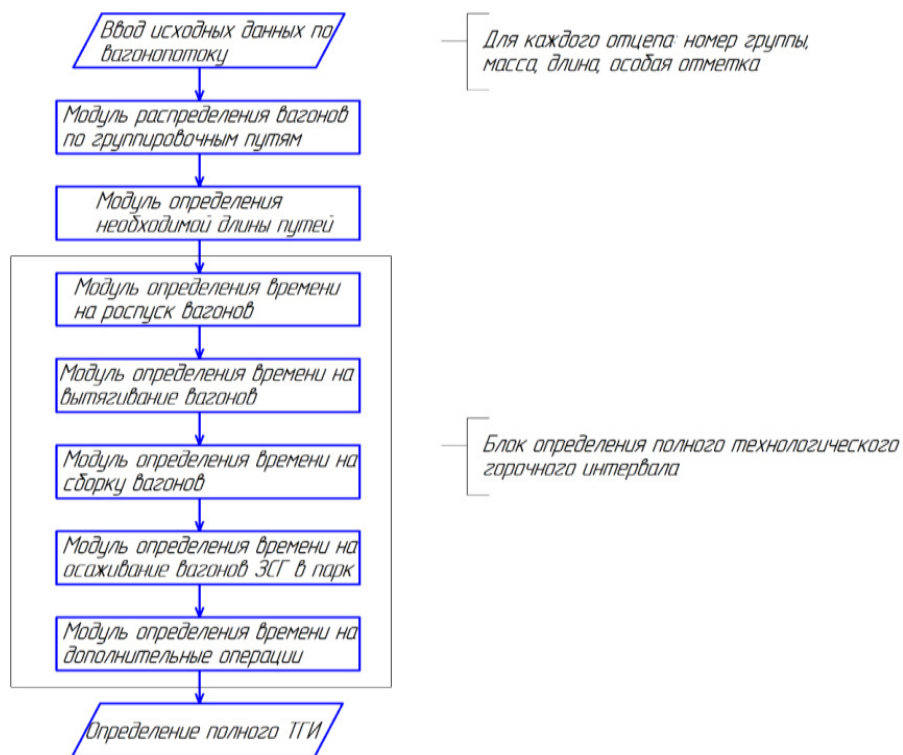 Ввод исходных данных по
вагонопотоку
Для каждого отцепа: номер группы,
масса, длина, особая отметка
Модуль распределения вагонов
по группировочным путям
Модуль определения
необходимой длины путей
Модуль определения времени
на роспуск вагонов
Модуль определения времени на
вытягивание вагонов
Модуль определения времени на
сборку вагонов
Блок определения полного технологического
горочного интервала
Модуль определения времени на
осаживание вагонов ЗСГ в парк
Модуль определения времени на
дополнительные операции
Определение полного ТГИ